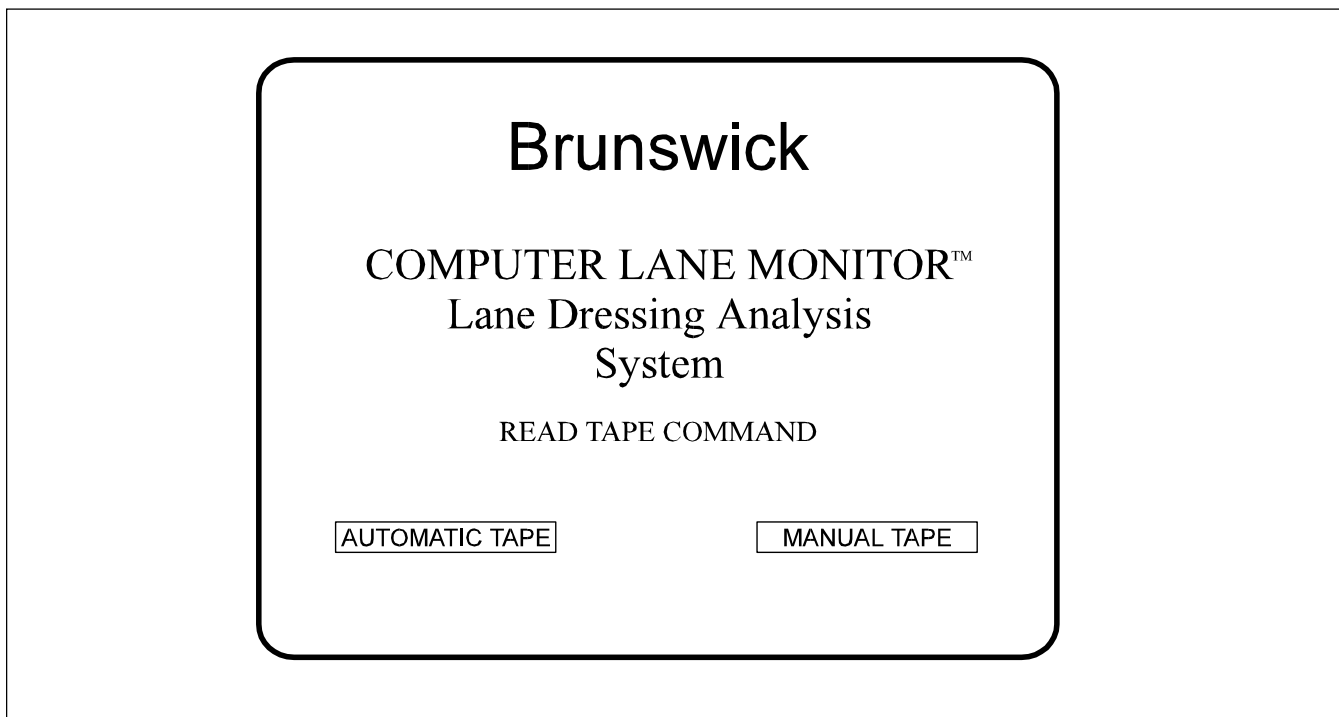 Brunswick
COMPUTER LANE MONITOR™
Lane Dressing Analysis
System
READ TAPE COMMAND
AUTOMATIC TAPE
MANUAL TAPE